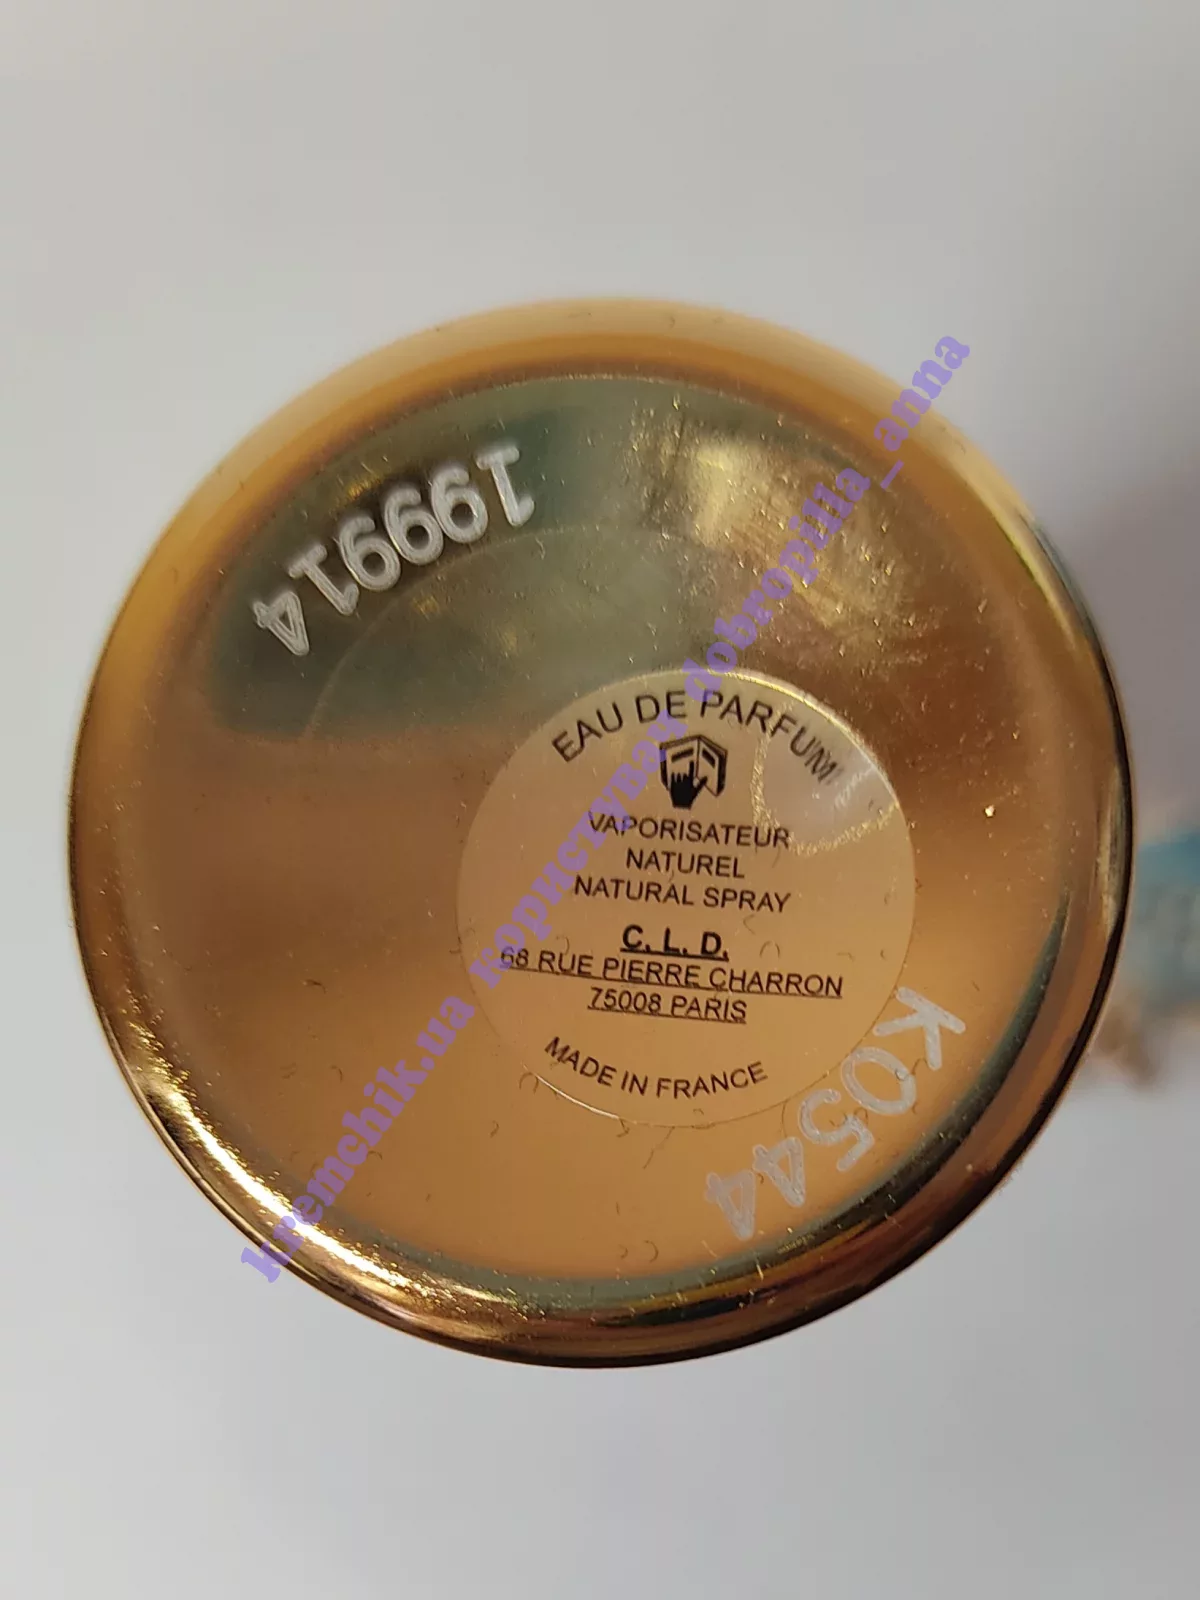 19914
EAU DE PARFUM
VAPORISATEUR
NATUREL
NATURAL SPRAY
C. L. D.
68 RUE PIERRE CHARRON
75008 PARIS
MADE IN FRANCE
K0544
kremchik.ua користувач dobropilla_anna